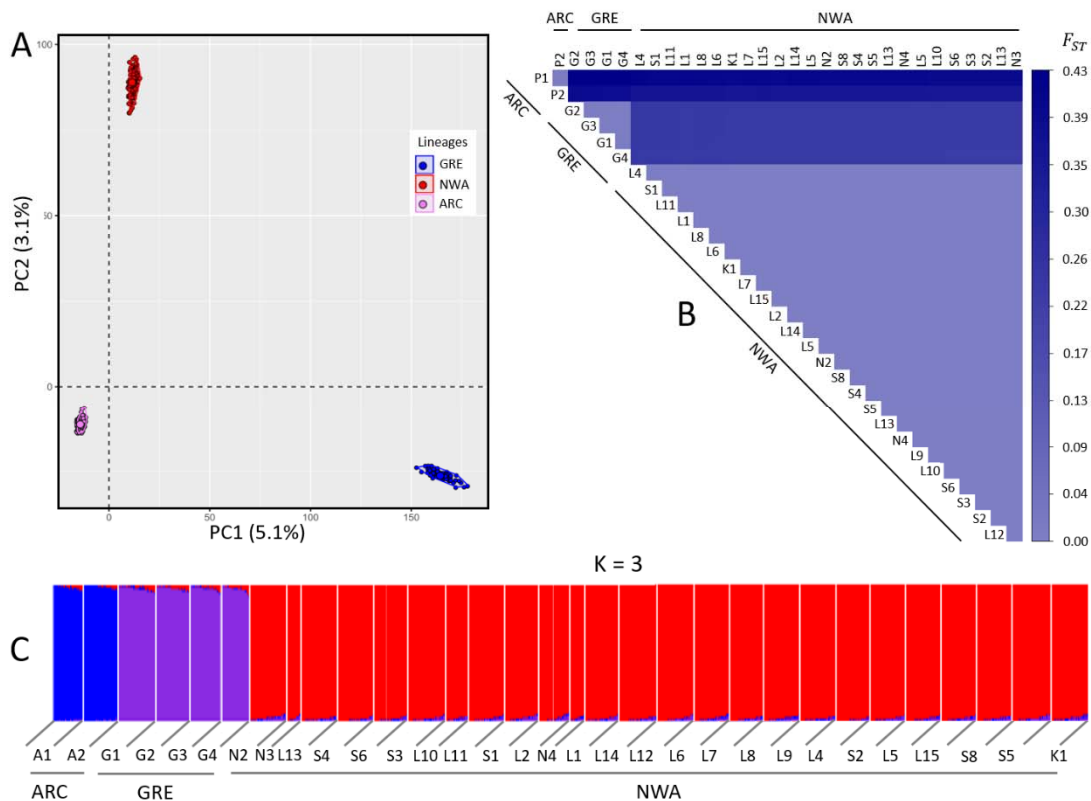 A
100
50
0
0
50
100
150
PC2 (3.1%)
PC1 (5.1%)
Lineages
GRE
NWA
ARC
B
ARC GRE NWA
P2 G2 G3 G1 G4 L4 S1 L11 L1 L8 L6 K1 L7 L15 L2 L14 L5 N2 S8 S4 S5 L13 N4 L5 L10 S6 S3 S2 L13 N3
P1
P2
G2
G3
G1
G4
L4
S1
L11
L1
L8
L6
K1
L7
L15
L2
L14
L5
N2
S8
S4
S5
L13
N4
L9
L10
S6
S3
S2
L12
ARC
GRE
NWA
FST
0.43
0.39
0.35
0.30
0.26
0.22
0.17
0.13
0.09
0.04
0.00
K = 3
C
A1 A2 G1 G2 G3 G4 N2 N3 L13 S4 S6 S3 L10 L11 S1 L2 N4 L1 L14 L12 L6 L7 L8 L9 L4 S2 L5 L15 S8 S5 K1
ARC GRE NWA